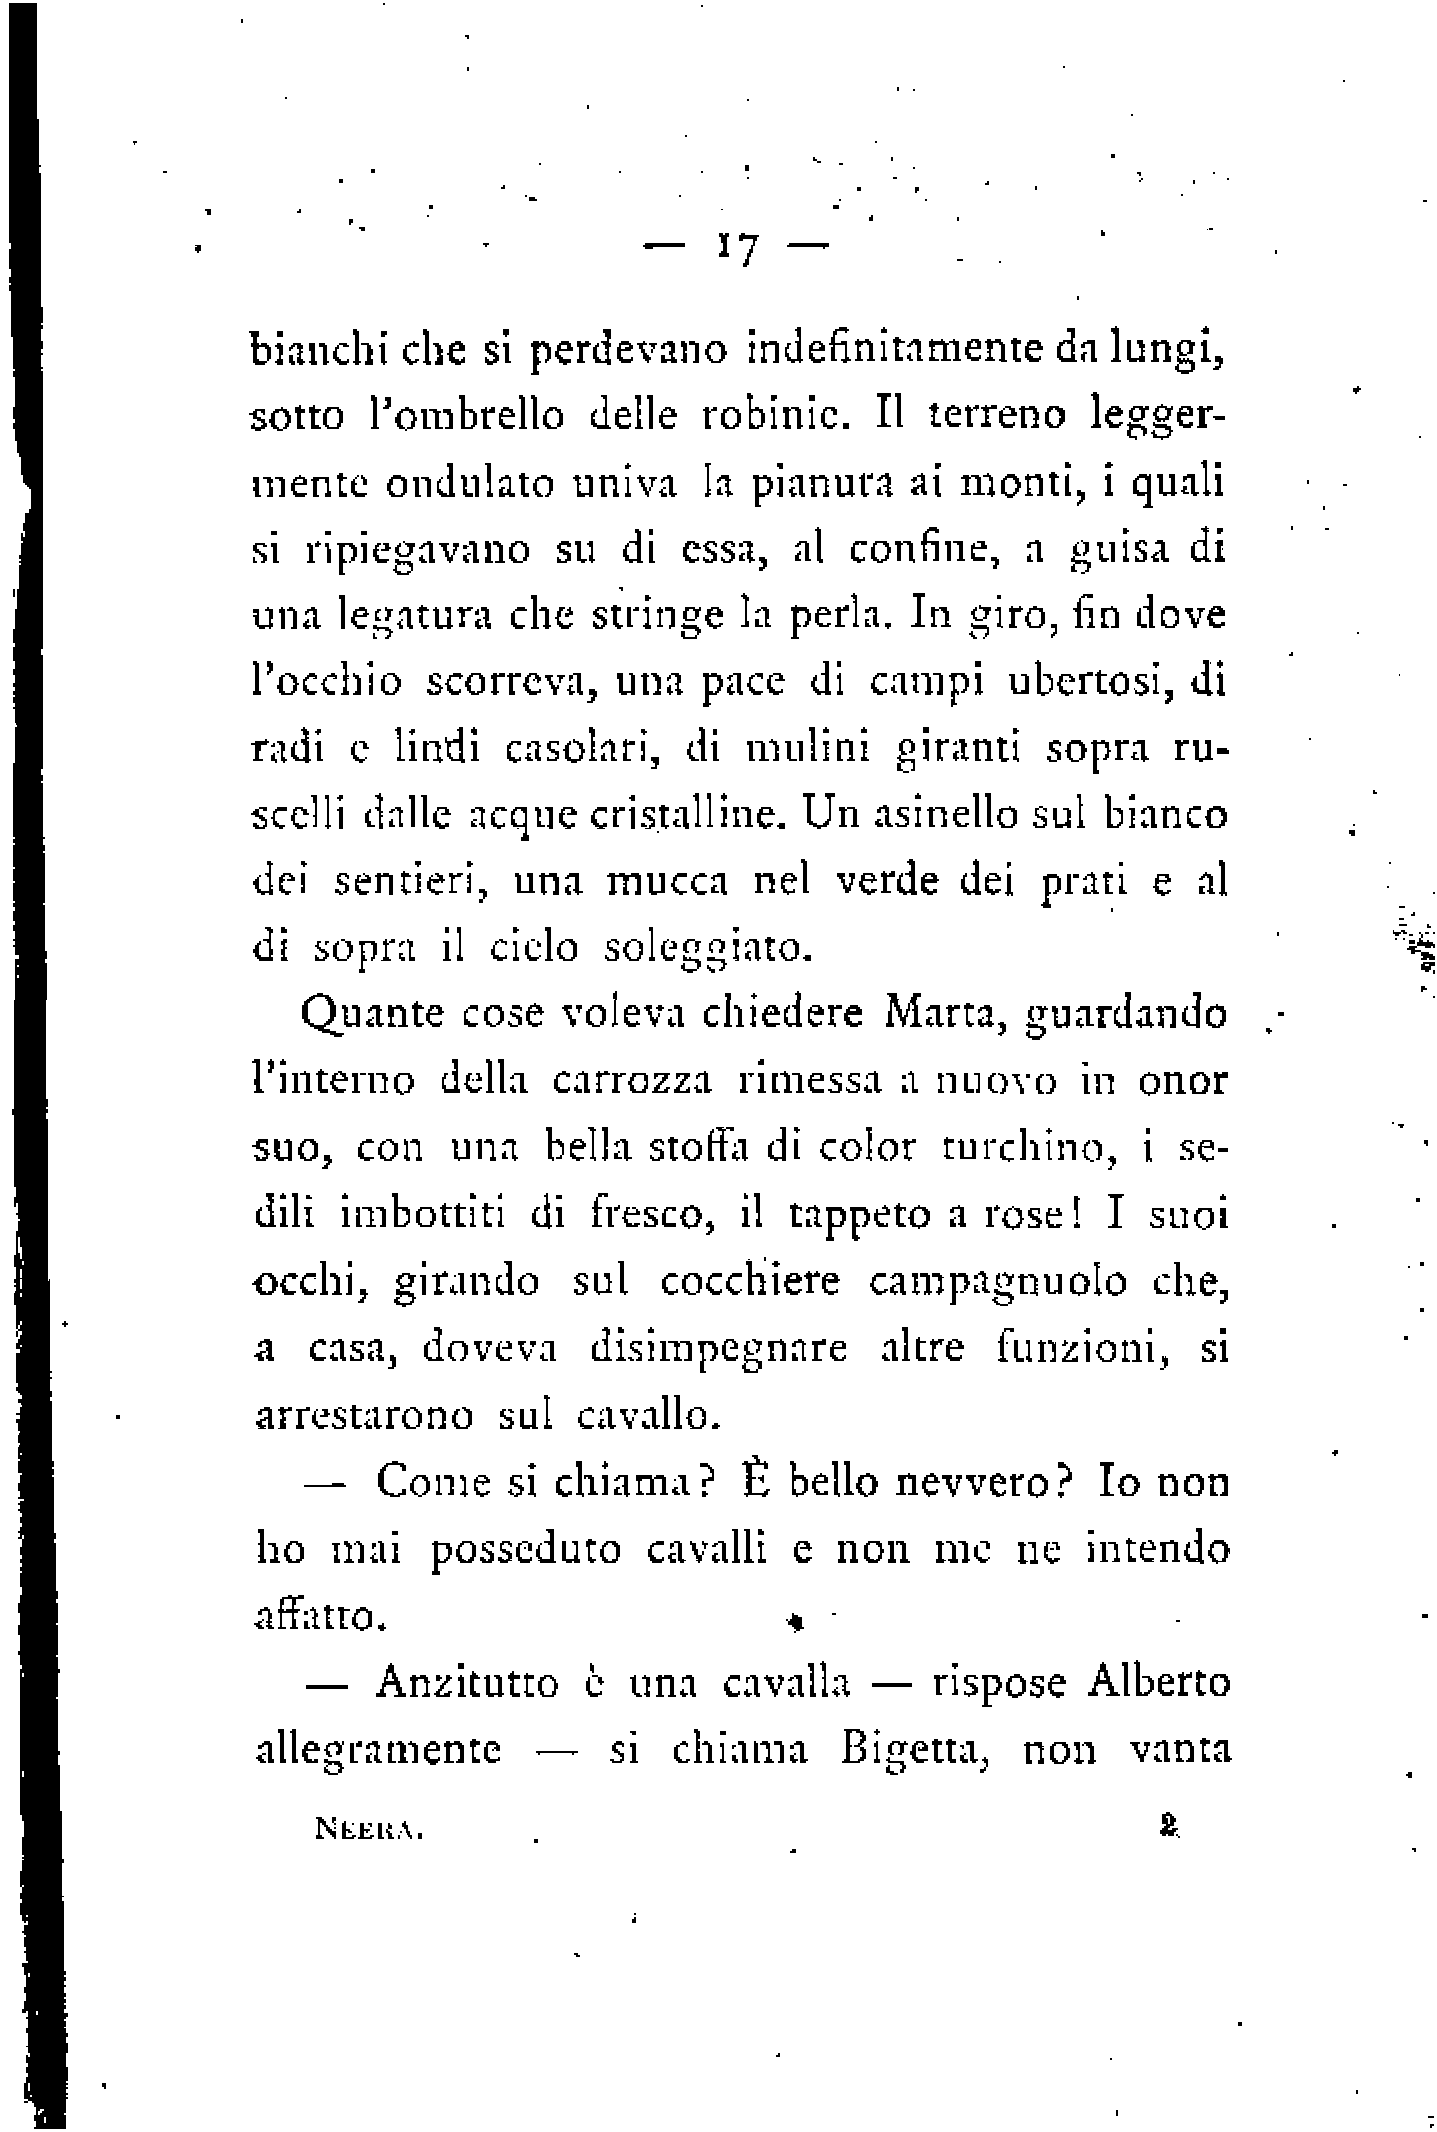 — 17 —
bianchi che si perdevano indefinitamente da lungi,
sotto l'ombrello delle robinie. Il terreno legger-
mente ondulato univa la pianura ai monti, i quali
si ripiegavano su di essa, al confine, a guisa di
una legatura che stringe la perla. In giro, fin dove
l'occhio scorreva, una pace di campi ubertosi, di
radi e lindi casolari, di mulini giranti sopra ru-
scelli dalle acque cristalline. Un asinello sul bianco
dei sentieri, una mucca nel verde dei prati e al
di sopra il cielo soleggiato.
Quante cose voleva chiedere Marta, guardando
l'interno della carrozza rimessa a nuovo in onor
suo, con una bella stoffa di color turchino, i se-
dili imbottiti di fresco, il tappeto a rose! I suoi
occhi, girando sul cocchiere campagnuolo che,
a casa, doveva disimpegnare altre funzioni, si
arrestarono sul cavallo.
— Come si chiama? È bello nevvero? Io non
ho mai posseduto cavalli e non me ne intendo
affatto.
— Anzitutto è una cavalla — rispose Alberto
allegramente — si chiama Bigetta, non vanta
NEERA. 2